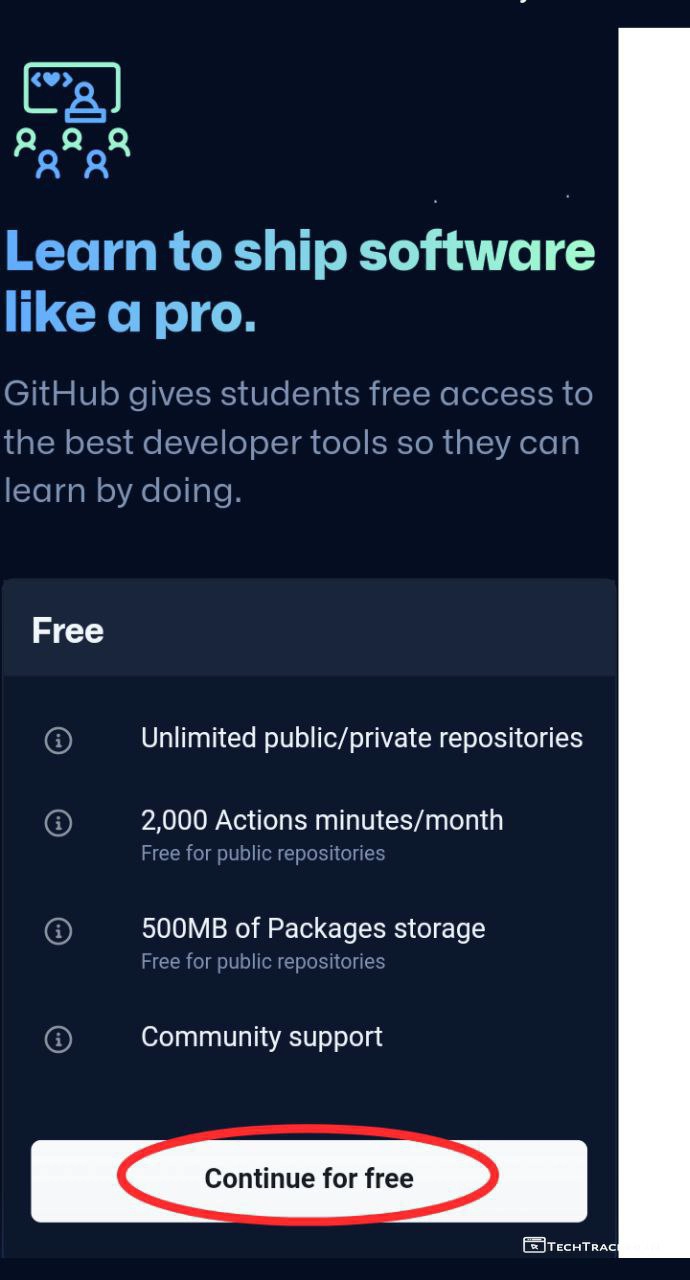 Learn to ship software
like a pro.
GitHub gives students free access to
the best developer tools so they can
learn by doing.
Free
Unlimited public/private repositories
2,000 Actions minutes/month
Free for public repositories
500MB of Packages storage
Free for public repositories
Community support
Continue for free